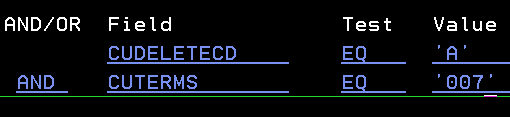 AND/OR Field Test Value
CUDELETECD EQ 'A'
AND CUTERMS EQ '007'